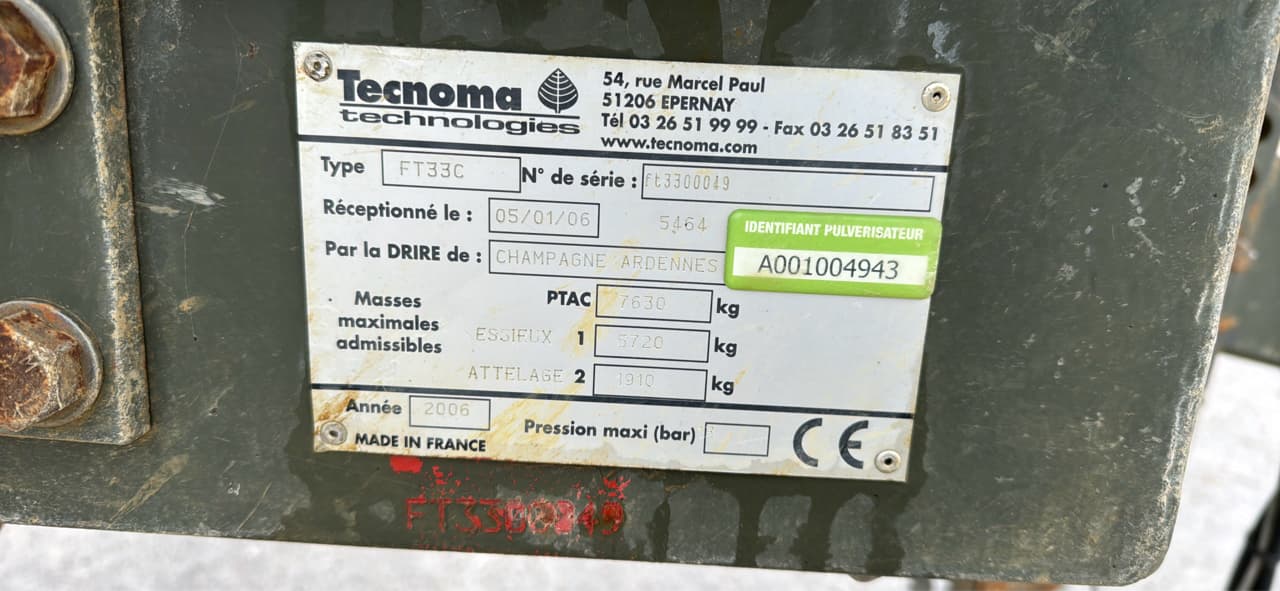 Tecnoma
technologies
54, rue Marcel Paul
51206 EPERNAY
Tél 03 26 51 99 99 - Fax 03 26 51 83 51
www.tecnoma.com
Type FT33C N° de série : ft3300049
Réceptionné le : 05/01/06 5464
Par la DRIRE de : CHAMPAGNE ARDENNES
IDENTIFIANT PULVERISATEUR
A001004943
Masses
maximales
admissibles
PTAC 7630 kg
ESSIEUX 1 5720 kg
ATTELAGE 2 1910 kg
Année 2006
Pression maxi (bar)
CE
MADE IN FRANCE
FT3300049